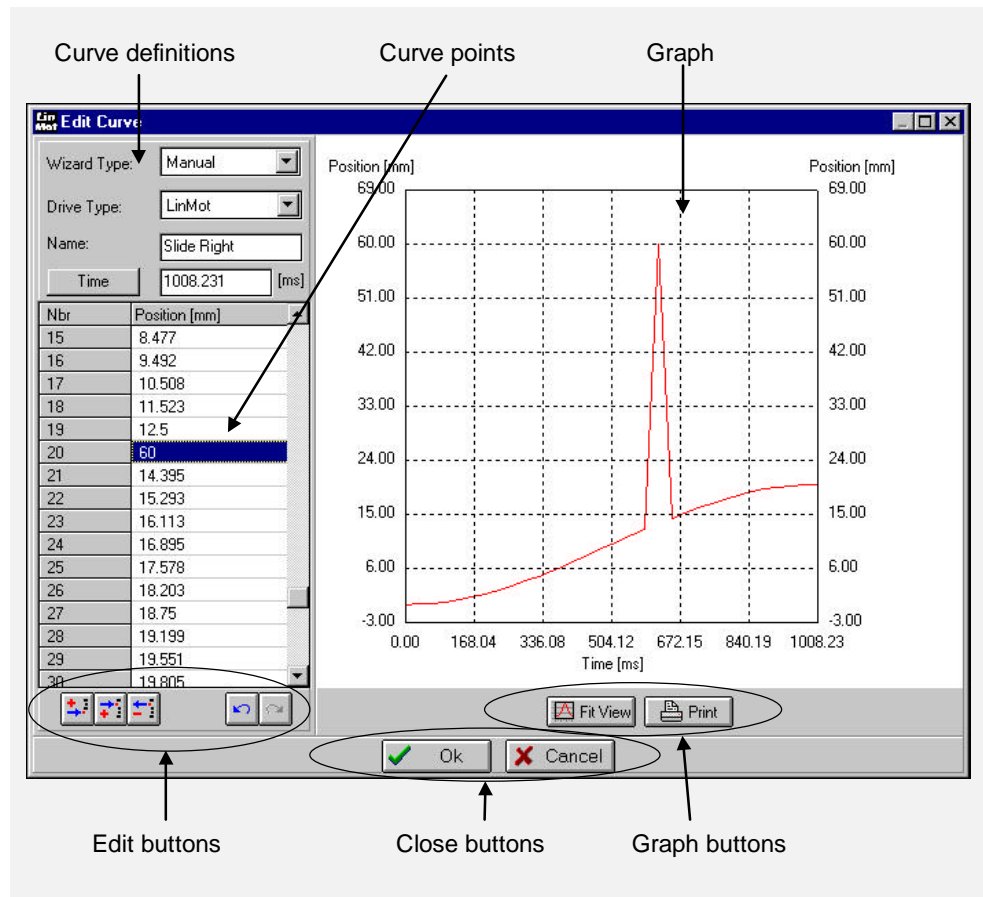 Curve definitions
Curve points
Graph
Lin Mot Edit Curve
Wizard Type: Manual
Drive Type: LinMot
Name: Slide Right
Time 1008.231 [ms]
Nbr Position [mm]
15 8.477
16 9.492
17 10.508
18 11.523
19 12.5
20 60
21 14.395
22 15.293
23 16.113
24 16.895
25 17.578
26 18.203
27 18.75
28 19.199
29 19.551
30 19.805
Position [mm] Position [mm]
69.00 69.00
60.00 60.00
51.00 51.00
42.00 42.00
33.00 33.00
24.00 24.00
15.00 15.00
6.00 6.00
-3.00 -3.00
0.00 168.04 336.08 504.12 672.15 840.19 1008.23
Time [ms]
Fit View Print
Ok Cancel
Edit buttons
Close buttons
Graph buttons